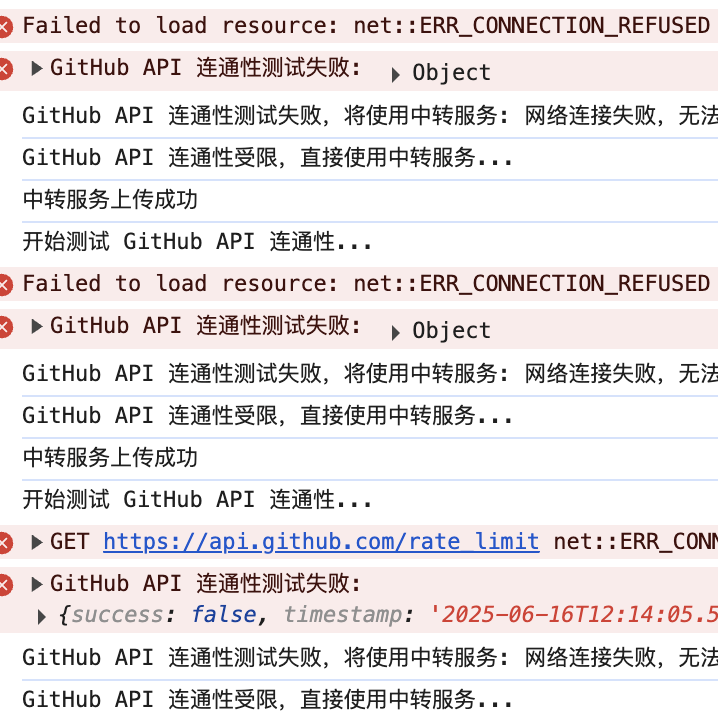 Failed to load resource: net::ERR_CONNECTION_REFUSED
GitHub API 连通性测试失败: Object
GitHub API 连通性测试失败，将使用中转服务: 网络连接失败，无法
GitHub API 连通性受限，直接使用中转服务...
中转服务上传成功
开始测试 GitHub API 连通性...
Failed to load resource: net::ERR_CONNECTION_REFUSED
GitHub API 连通性测试失败: Object
GitHub API 连通性测试失败，将使用中转服务: 网络连接失败，无法
GitHub API 连通性受限，直接使用中转服务...
中转服务上传成功
开始测试 GitHub API 连通性...
GET https://api.github.com/rate_limit net::ERR_CONN
GitHub API 连通性测试失败:
{success: false, timestamp: '2025-06-16T12:14:05.5
GitHub API 连通性测试失败，将使用中转服务: 网络连接失败，无法
GitHub API 连通性受限，直接使用中转服务...